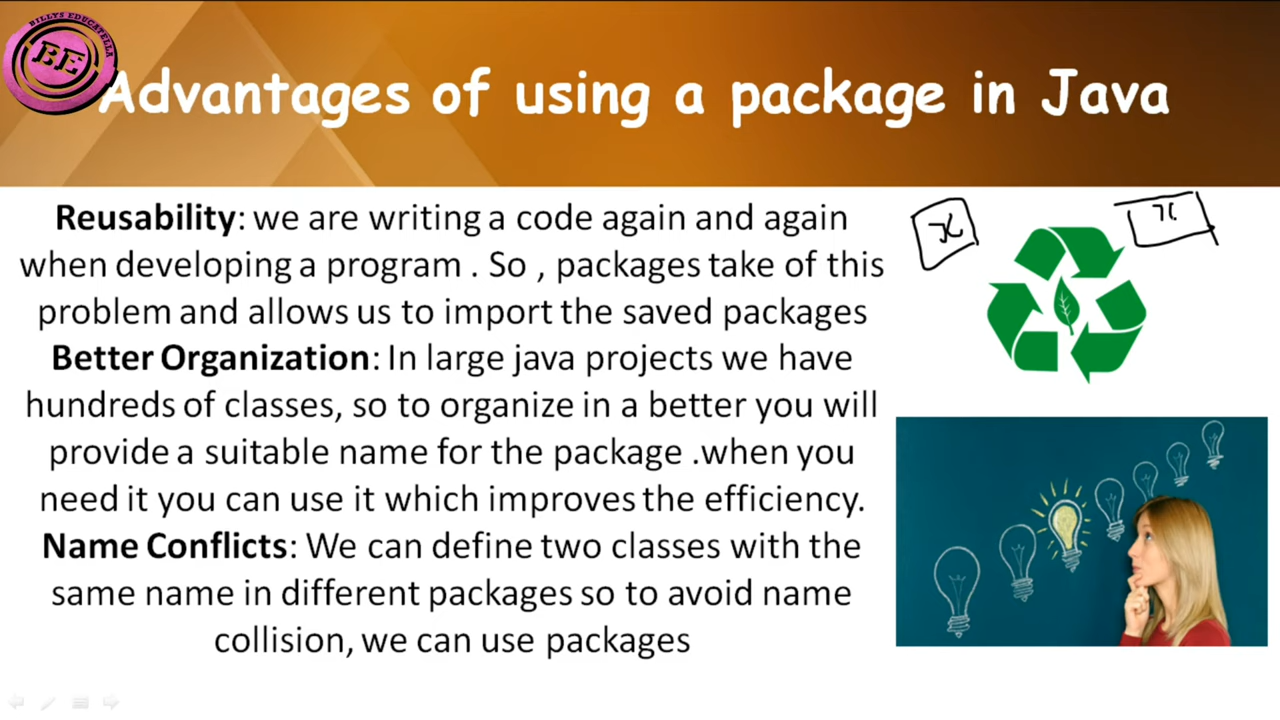 BILLYS EDUCATELLA
BE
Advantages of using a package in Java
Reusability: we are writing a code again and again
when developing a program . So , packages take of this
problem and allows us to import the saved packages
Better Organization: In large java projects we have
hundreds of classes, so to organize in a better you will
provide a suitable name for the package .when you
need it you can use it which improves the efficiency.
Name Conflicts: We can define two classes with the
same name in different packages so to avoid name
collision, we can use packages
x
x